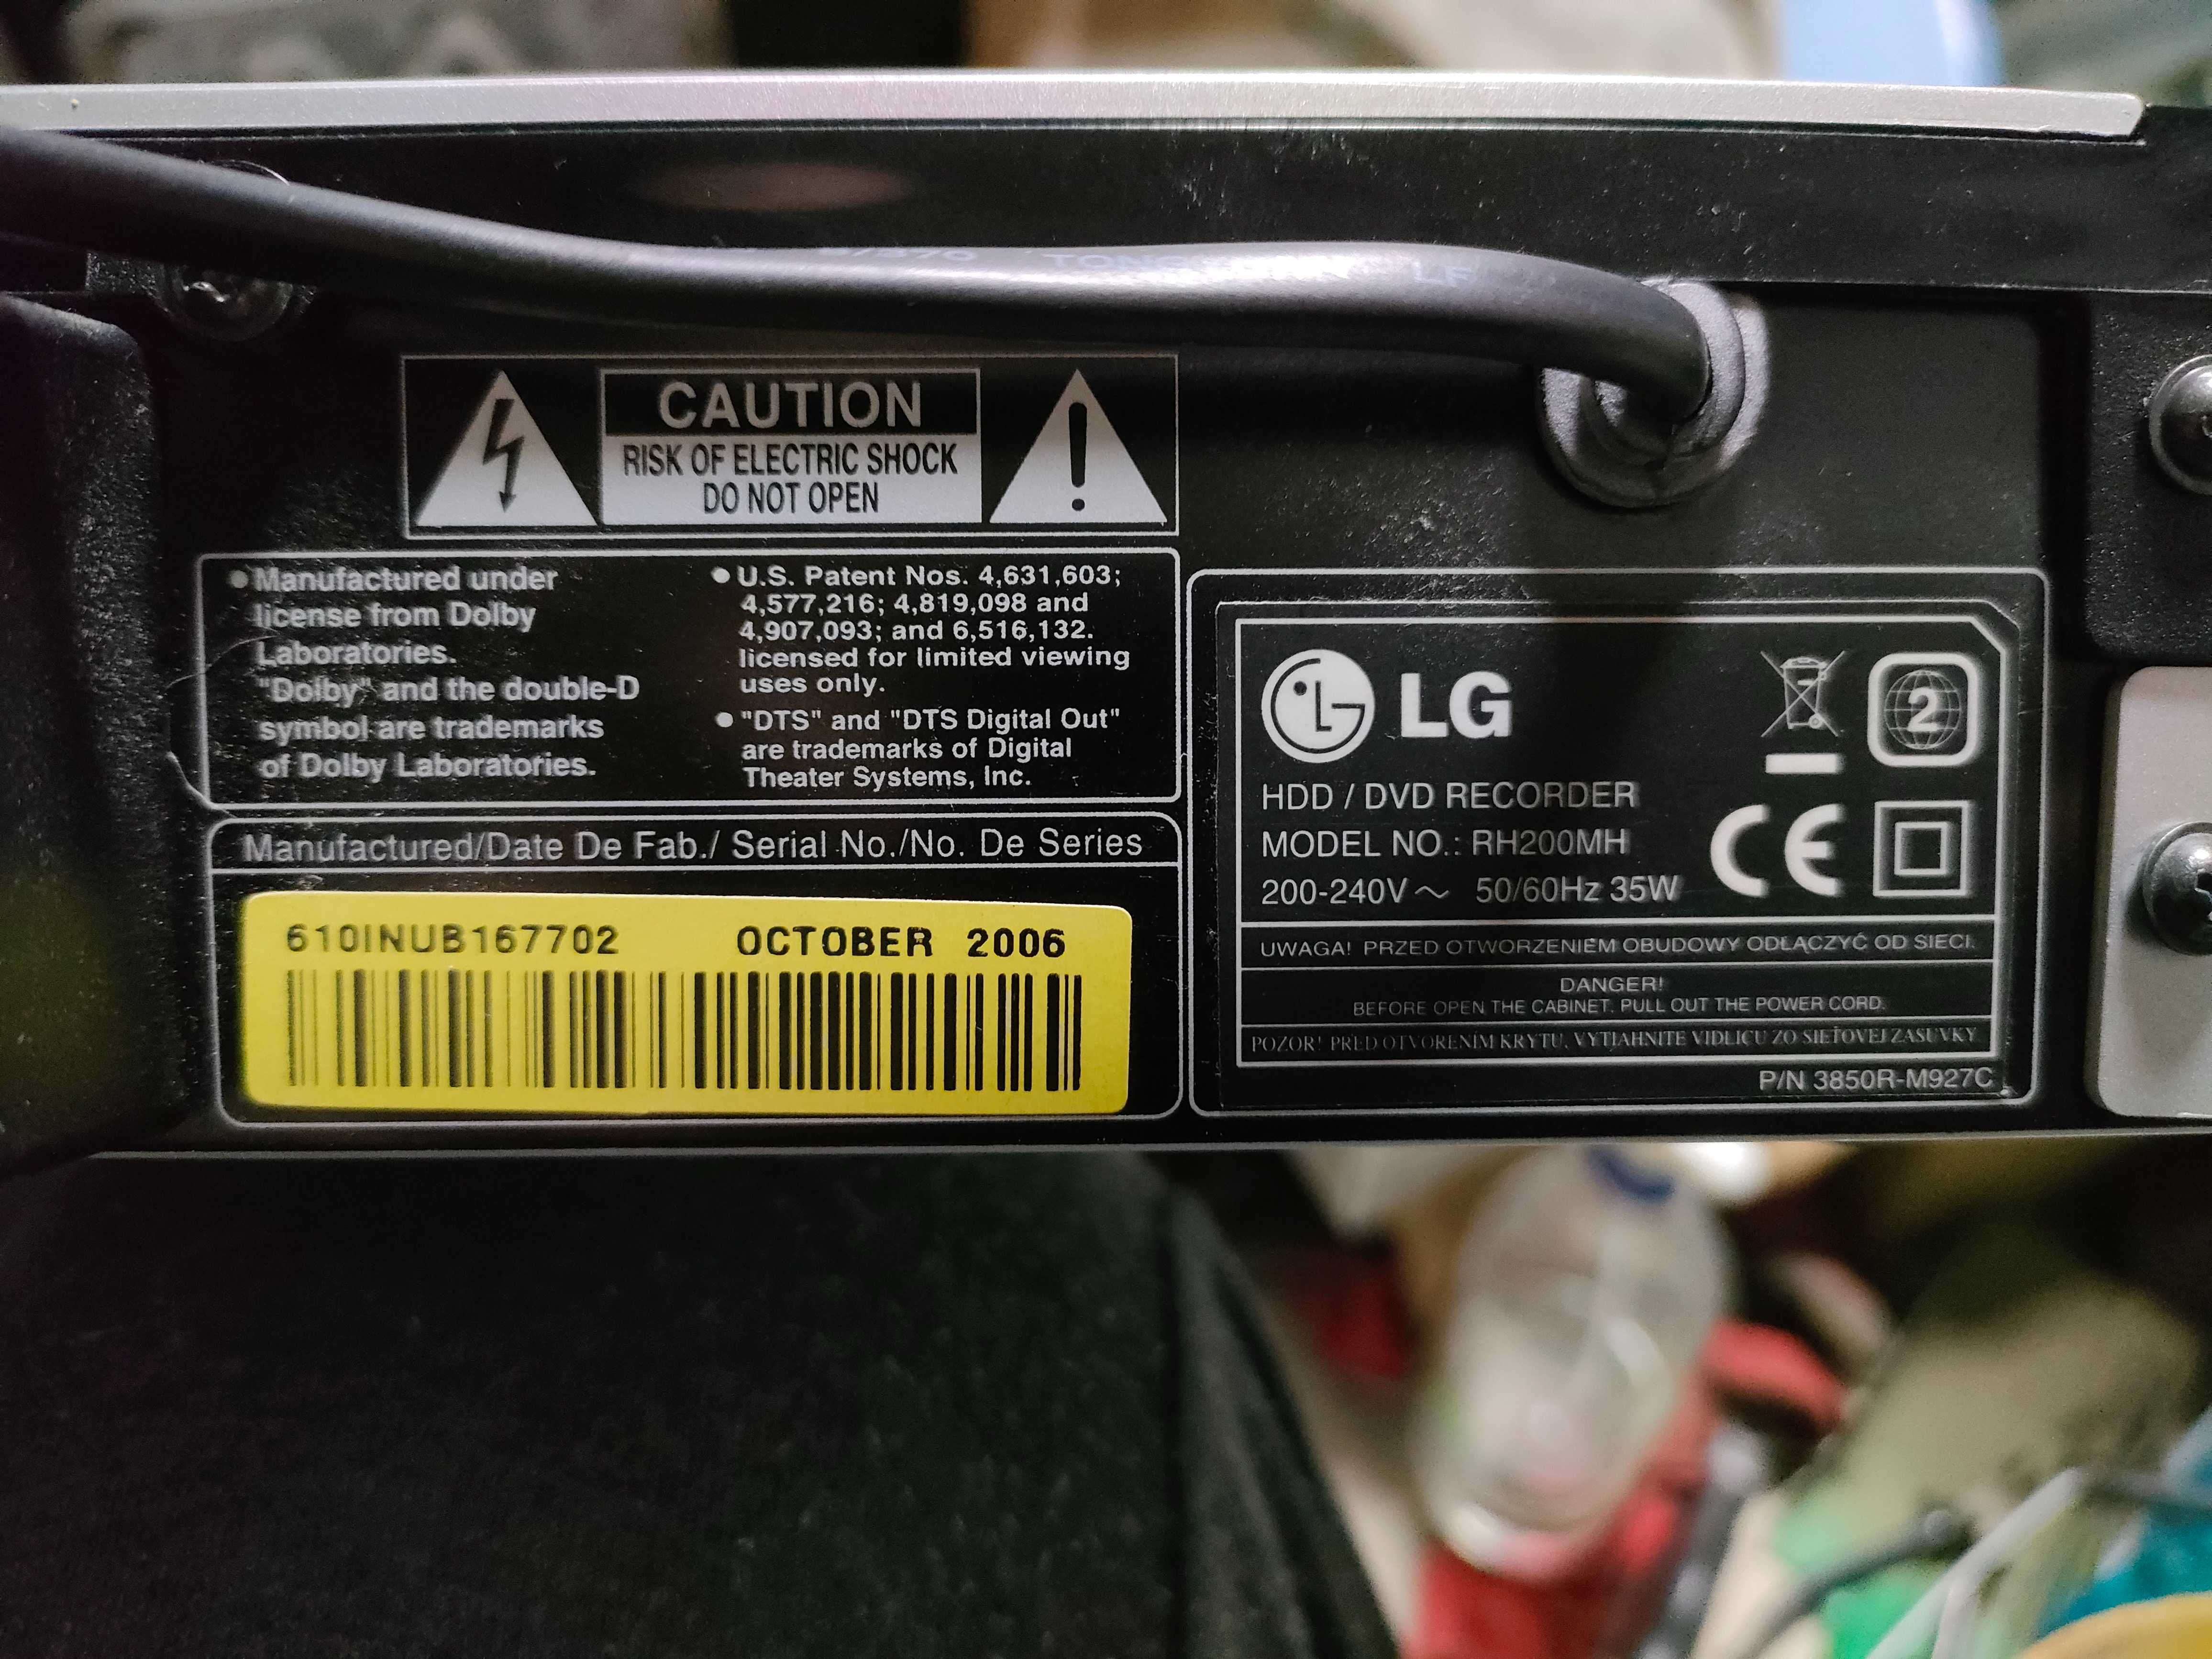 LF
CAUTION
RISK OF ELECTRIC SHOCK
DO NOT OPEN
Manufactured under
license from Dolby
Laboratories.
"Dolby" and the double-D
symbol are trademarks
of Dolby Laboratories.
U.S. Patent Nos. 4,631,603;
4,577,216; 4,819,098 and
4,907,093; and 6,516,132.
licensed for limited viewing
uses only.
"DTS" and "DTS Digital Out"
are trademarks of Digital
Theater Systems, Inc.
Manufactured/Date De Fab./ Serial No./No. De Series
610INUB167702 OCTOBER 2006
LG
2
HDD / DVD RECORDER
MODEL NO.: RH200MH
200-240V ~ 50/60Hz 35W
CE
UWAGA! PRZED OTWORZENIEM OBUDOWY ODŁĄCZYĆ OD SIECI.
DANGER!
BEFORE OPEN THE CABINET, PULL OUT THE POWER CORD.
POZOR! PRED OTVORENÍM KRYTU, VYTIAHNITE VIDLICU ZO SIEŤOVEJ ZÁSUVKY
P/N 3850R-M927C